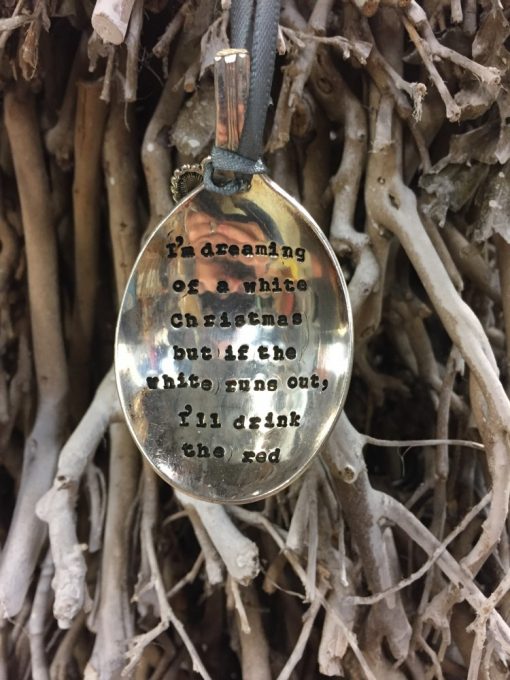 I'm dreaming
of a white
Christmas
but if the
white runs out,
I'll drink
the red